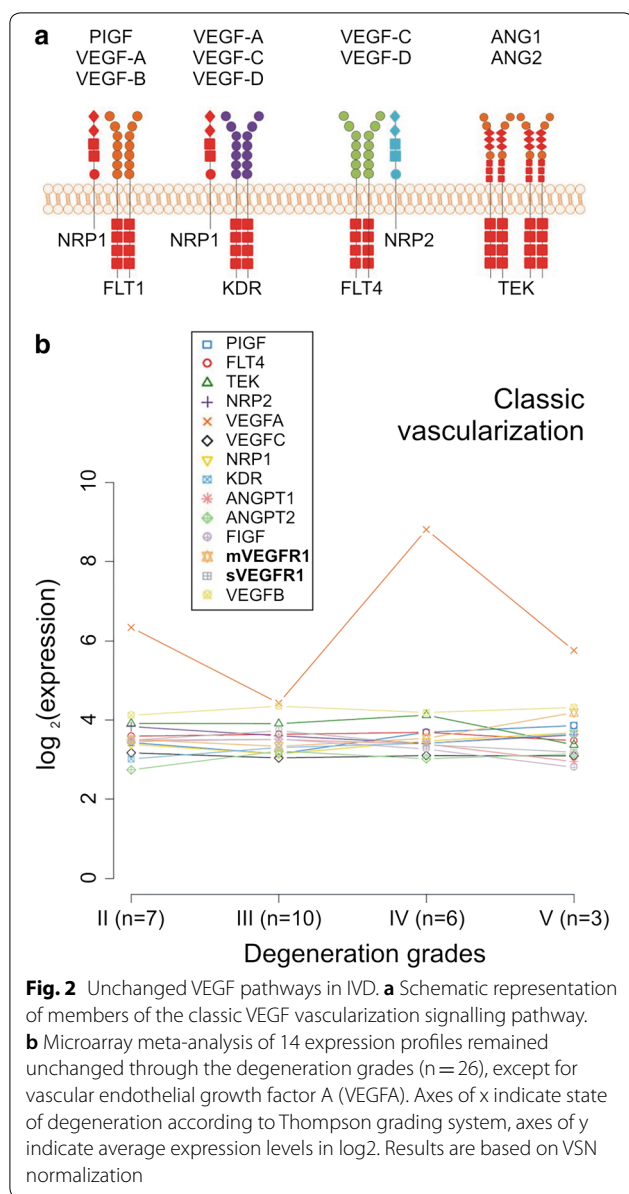 a
PlGF
VEGF-A
VEGF-B
VEGF-A
VEGF-C
VEGF-D
VEGF-C
VEGF-D
ANG1
ANG2
NRP1
FLT1
NRP1
KDR
FLT4
NRP2
TEK
b
PIGF
FLT4
TEK
NRP2
VEGFA
VEGFC
NRP1
KDR
ANGPT1
ANGPT2
FIGF
mVEGFR1
sVEGFR1
VEGFB
Classic
vascularization
log 2(expression)
10
8
6
4
2
0
II (n=7) III (n=10) IV (n=6) V (n=3)
Degeneration grades
Fig. 2 Unchanged VEGF pathways in IVD. a Schematic representation
of members of the classic VEGF vascularization signalling pathway.
b Microarray meta-analysis of 14 expression profiles remained
unchanged through the degeneration grades (n = 26), except for
vascular endothelial growth factor A (VEGFA). Axes of x indicate state
of degeneration according to Thompson grading system, axes of y
indicate average expression levels in log2. Results are based on VSN
normalization